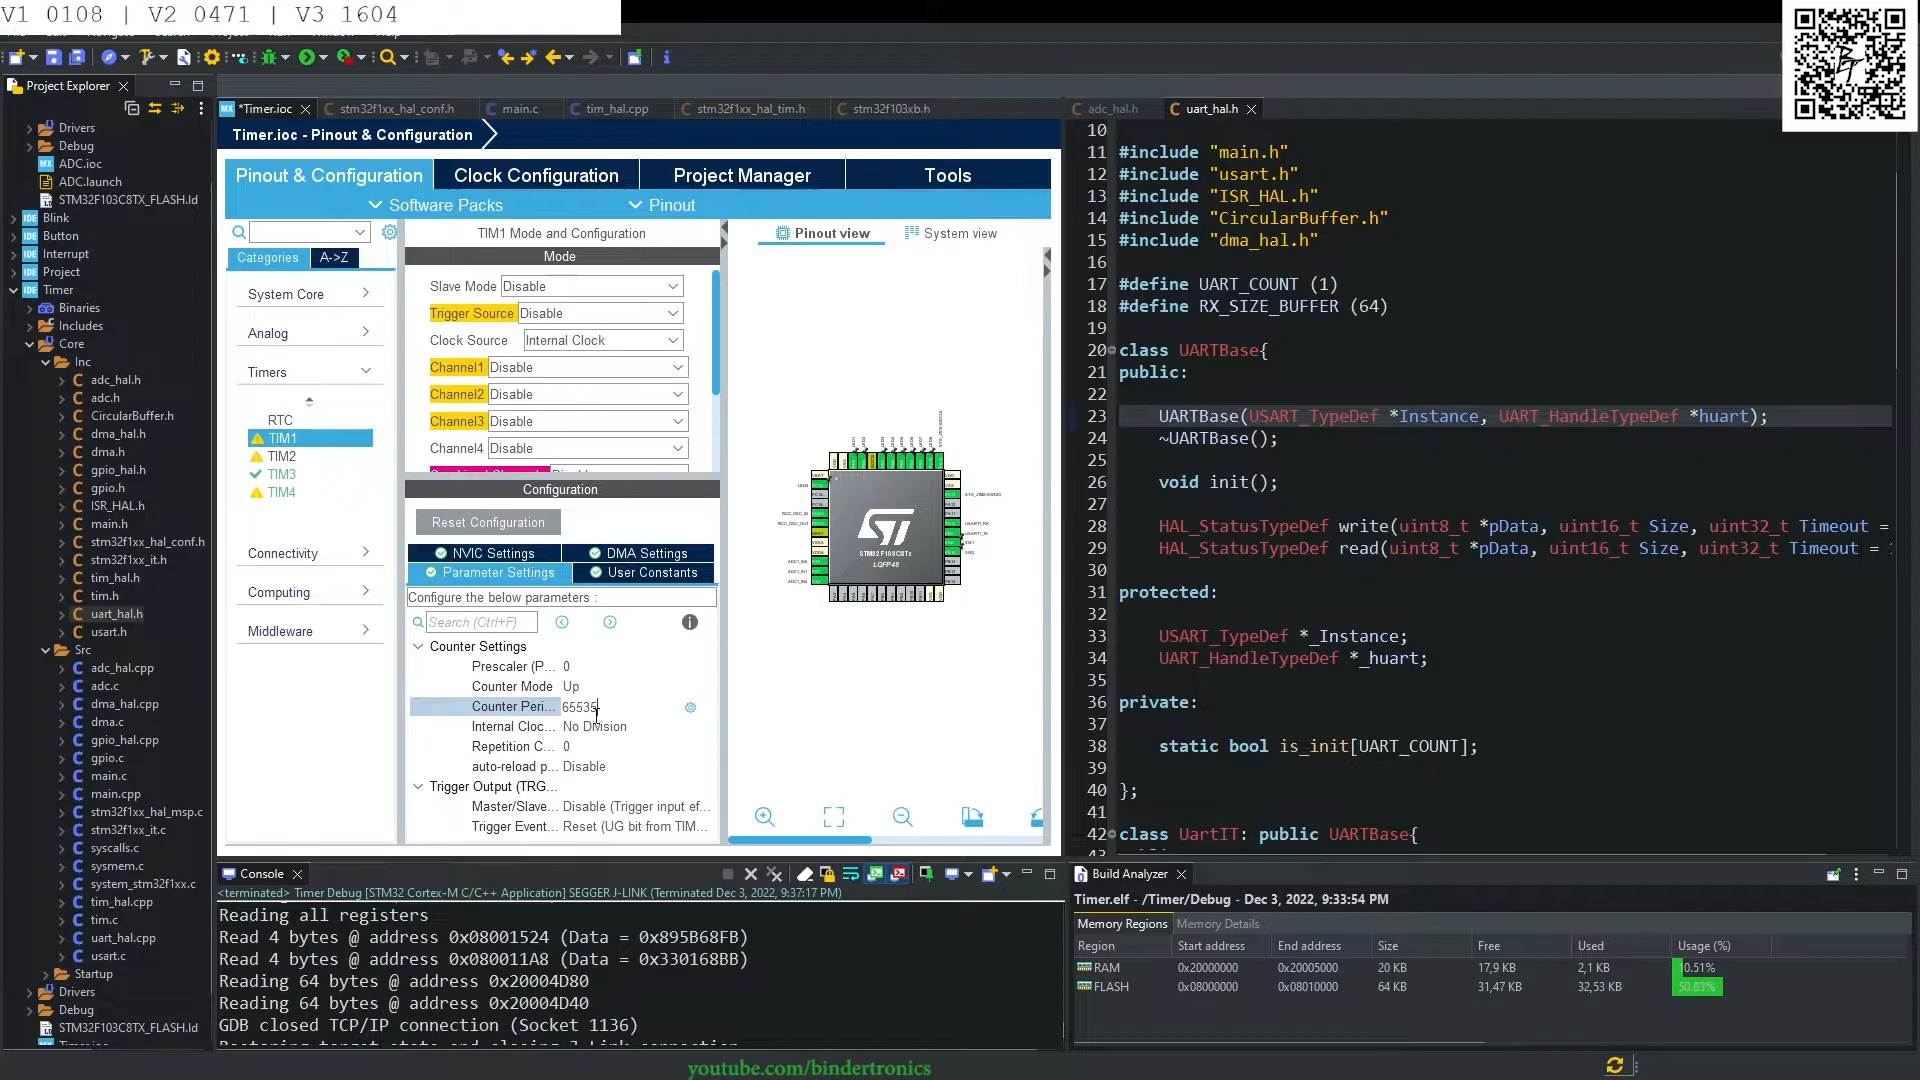 V1 0108 | V2 0471 | V3 1604
Project Explorer
Drivers
Debug
ADC.ioc
ADC.launch
STM32F103C8TX_FLASH.ld
Blink
Button
Interrupt
Project
Timer
Binaries
Includes
Core
Inc
adc_hal.h
adc.h
CircularBuffer.h
dma_hal.h
dma.h
gpio_hal.h
gpio.h
ISR_HAL.h
main.h
stm32f1xx_hal_conf.h
stm32f1xx_it.h
tim_hal.h
tim.h
uart_hal.h
usart.h
Src
adc_hal.cpp
adc.c
dma_hal.cpp
dma.c
gpio_hal.cpp
gpio.c
main.c
main.cpp
stm32f1xx_hal_msp.c
stm32f1xx_it.c
syscalls.c
sysmem.c
system_stm32f1xx.c
tim_hal.cpp
tim.c
uart_hal.cpp
usart.c
Startup
Drivers
Debug
STM32F103C8TX_FLASH.ld
Timer.ioc
*Timer.ioc
stm32f1xx_hal_conf.h
main.c
tim_hal.cpp
stm32f1xx_hal_tim.h
stm32f103xb.h
Timer.ioc - Pinout & Configuration
Pinout & Configuration
Clock Configuration
Project Manager
Tools
Software Packs
Pinout
Categories
A->Z
System Core
Analog
Timers
RTC
TIM1
TIM2
TIM3
TIM4
Connectivity
Computing
Middleware
TIM1 Mode and Configuration
Mode
Slave Mode Disable
Trigger Source Disable
Clock Source Internal Clock
Channel1 Disable
Channel2 Disable
Channel3 Disable
Channel4 Disable
Configuration
Reset Configuration
NVIC Settings
DMA Settings
Parameter Settings
User Constants
Configure the below parameters :
Search (Ctrl+F)
Counter Settings
Prescaler (P... 0
Counter Mode Up
Counter Peri... 65535
Internal Cloc... No Division
Repetition C... 0
auto-reload p... Disable
Trigger Output (TRG...
Master/Slave... Disable (Trigger input ef...
Trigger Event... Reset (UG bit from TIM...
Pinout view
System view
STM32F103C8Tx
LQFP48
adc_hal.h
uart_hal.h
10
11 #include "main.h"
12 #include "usart.h"
13 #include "ISR_HAL.h"
14 #include "CircularBuffer.h"
15 #include "dma_hal.h"
16
17 #define UART_COUNT (1)
18 #define RX_SIZE_BUFFER (64)
19
20 class UARTBase{
21 public:
22
23 UARTBase(USART_TypeDef *Instance, UART_HandleTypeDef *huart);
24 ~UARTBase();
25
26 void init();
27
28 HAL_StatusTypeDef write(uint8_t *pData, uint16_t Size, uint32_t Timeout =
29 HAL_StatusTypeDef read(uint8_t *pData, uint16_t Size, uint32_t Timeout =
30
31 protected:
32
33 USART_TypeDef *_Instance;
34 UART_HandleTypeDef *_huart;
35
36 private:
37
38 static bool is_init[UART_COUNT];
39
40 };
41
42 class UartIT: public UARTBase{
Console
<terminated> Timer Debug [STM32 Cortex-M C/C++ Application] SEGGER J-LINK (Terminated Dec 3, 2022, 9:37:17 PM)
Reading all registers
Read 4 bytes @ address 0x08001524 (Data = 0x895B68FB)
Read 4 bytes @ address 0x080011A8 (Data = 0x330168BB)
Reading 64 bytes @ address 0x20004D80
Reading 64 bytes @ address 0x20004D40
GDB closed TCP/IP connection (Socket 1136)
Build Analyzer
Timer.elf - /Timer/Debug - Dec 3, 2022, 9:33:54 PM
Memory Regions
Memory Details
Region Start address End address Size Free Used Usage (%)
RAM 0x20000000 0x20005000 20 KB 17,9 KB 2,1 KB 10.51%
FLASH 0x08000000 0x08010000 64 KB 31,47 KB 32,53 KB 50.83%
youtube.com/bindertronics